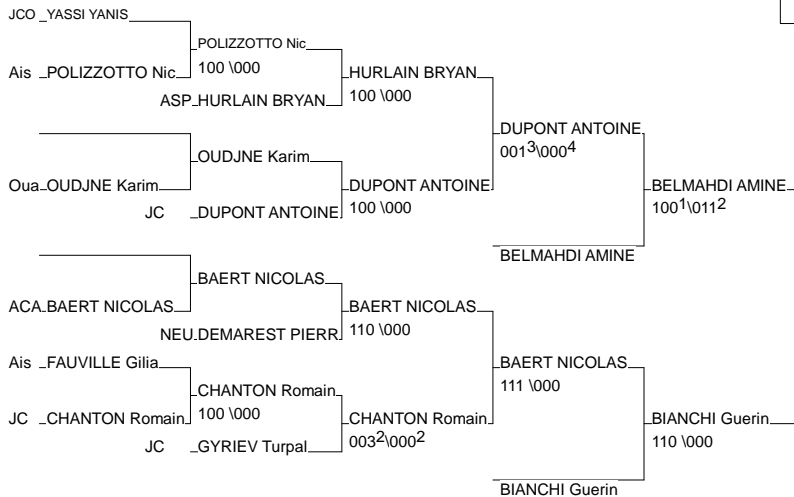 JCO YASSI YANIS
POLIZZOTTO Nic
Ais POLIZZOTTO Nic
100 \000
HURLAIN BRYAN
ASP HURLAIN BRYAN
100 \000
DUPONT ANTOINE
001³\000⁴
OUDJNE Karim
Oua OUDJNE Karim
DUPONT ANTOINE
BELMAHDI AMINE
JC DUPONT ANTOINE
100 \000
100¹\011²
BELMAHDI AMINE
BAERT NICOLAS
ACA BAERT NICOLAS
BAERT NICOLAS
NEU DEMAREST PIERR
110 \000
Ais FAUVILLE Gilia
BAERT NICOLAS
111 \000
CHANTON Romain
100 \000
JC CHANTON Romain
CHANTON Romain
BIANCHI Guerin
JC GYRIEV Turpal
003²\000²
110 \000
BIANCHI Guerin